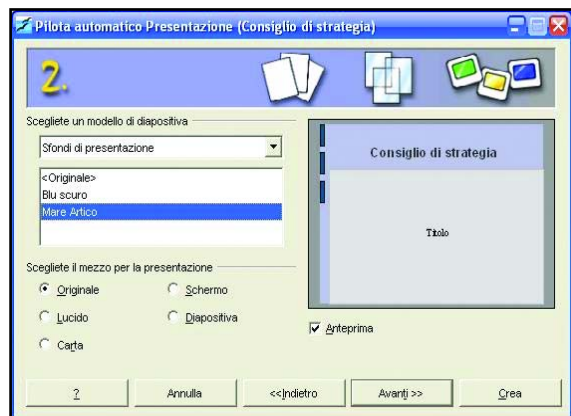 Pilota automatico Presentazione (Consiglio di strategia)
2.
Scegliete un modello di diapositiva
Sfondi di presentazione
<Originale>
Blu scuro
Mare Artico
Consiglio di strategia
Titolo
Scegliete il mezzo per la presentazione
Originale
Schermo
Lucido
Diapositiva
Carta
Anteprima
?
Annulla
<<Indietro
Avanti >>
Crea